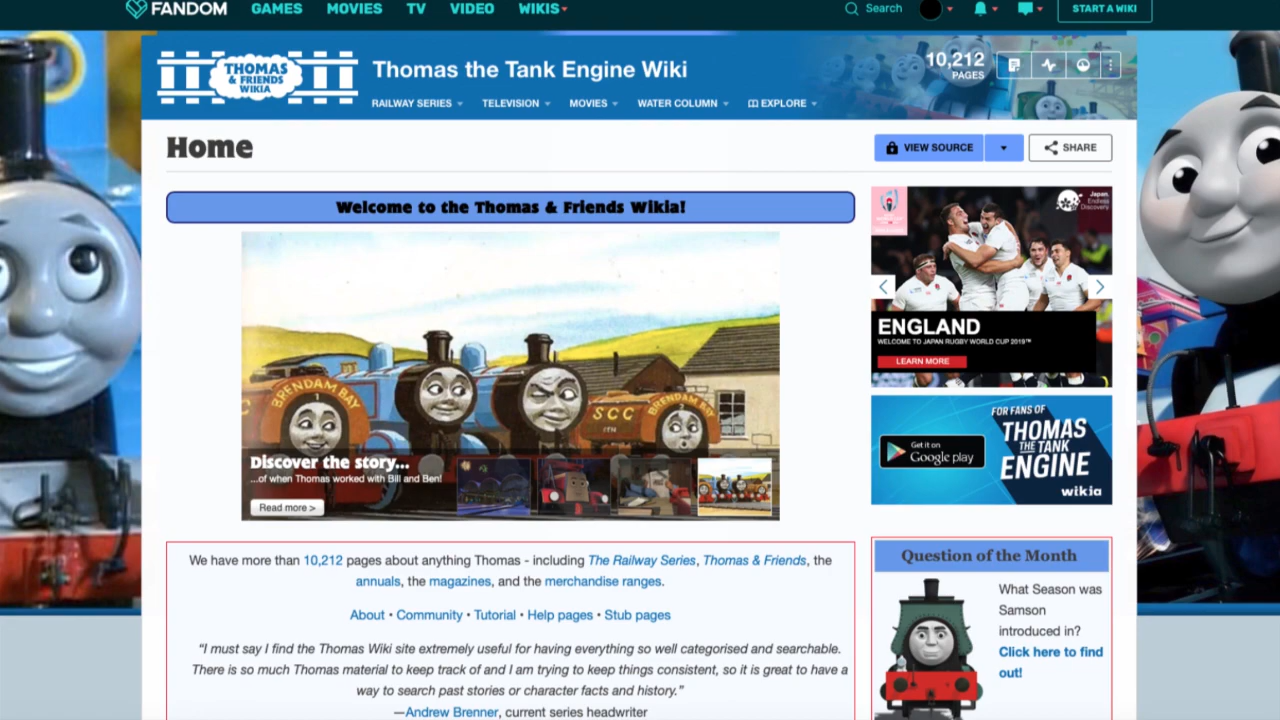 FANDOM GAMES MOVIES TV VIDEO WIKIS Search START A WIKI
THOMAS
& FRIENDS
WIKIA
Thomas the Tank Engine Wiki
10,212
PAGES
RAILWAY SERIES TELEVISION MOVIES WATER COLUMN EXPLORE
Home
VIEW SOURCE SHARE
Welcome to the Thomas & Friends Wikia!
BRENDAM BAY
1
SCC
BRENDAM BAY
Discover the story...
...of when Thomas worked with Bill and Ben!
Read more >
Japan.
Endless
Discovery
ENGLAND
WELCOME TO JAPAN RUGBY WORLD CUP 2019™
LEARN MORE
FOR FANS OF
THOMAS
THE TANK
ENGINE
Get it on
Google play
wikia
We have more than 10,212 pages about anything Thomas - including The Railway Series, Thomas & Friends, the
annuals, the magazines, and the merchandise ranges.
About • Community • Tutorial • Help pages • Stub pages
“I must say I find the Thomas Wiki site extremely useful for having everything so well categorised and searchable.
There is so much Thomas material to keep track of and I am trying to keep things consistent, so it is great to have a
way to search past stories or character facts and history.”
—Andrew Brenner, current series headwriter
Question of the Month
What Season was
Samson
introduced in?
Click here to find
out!